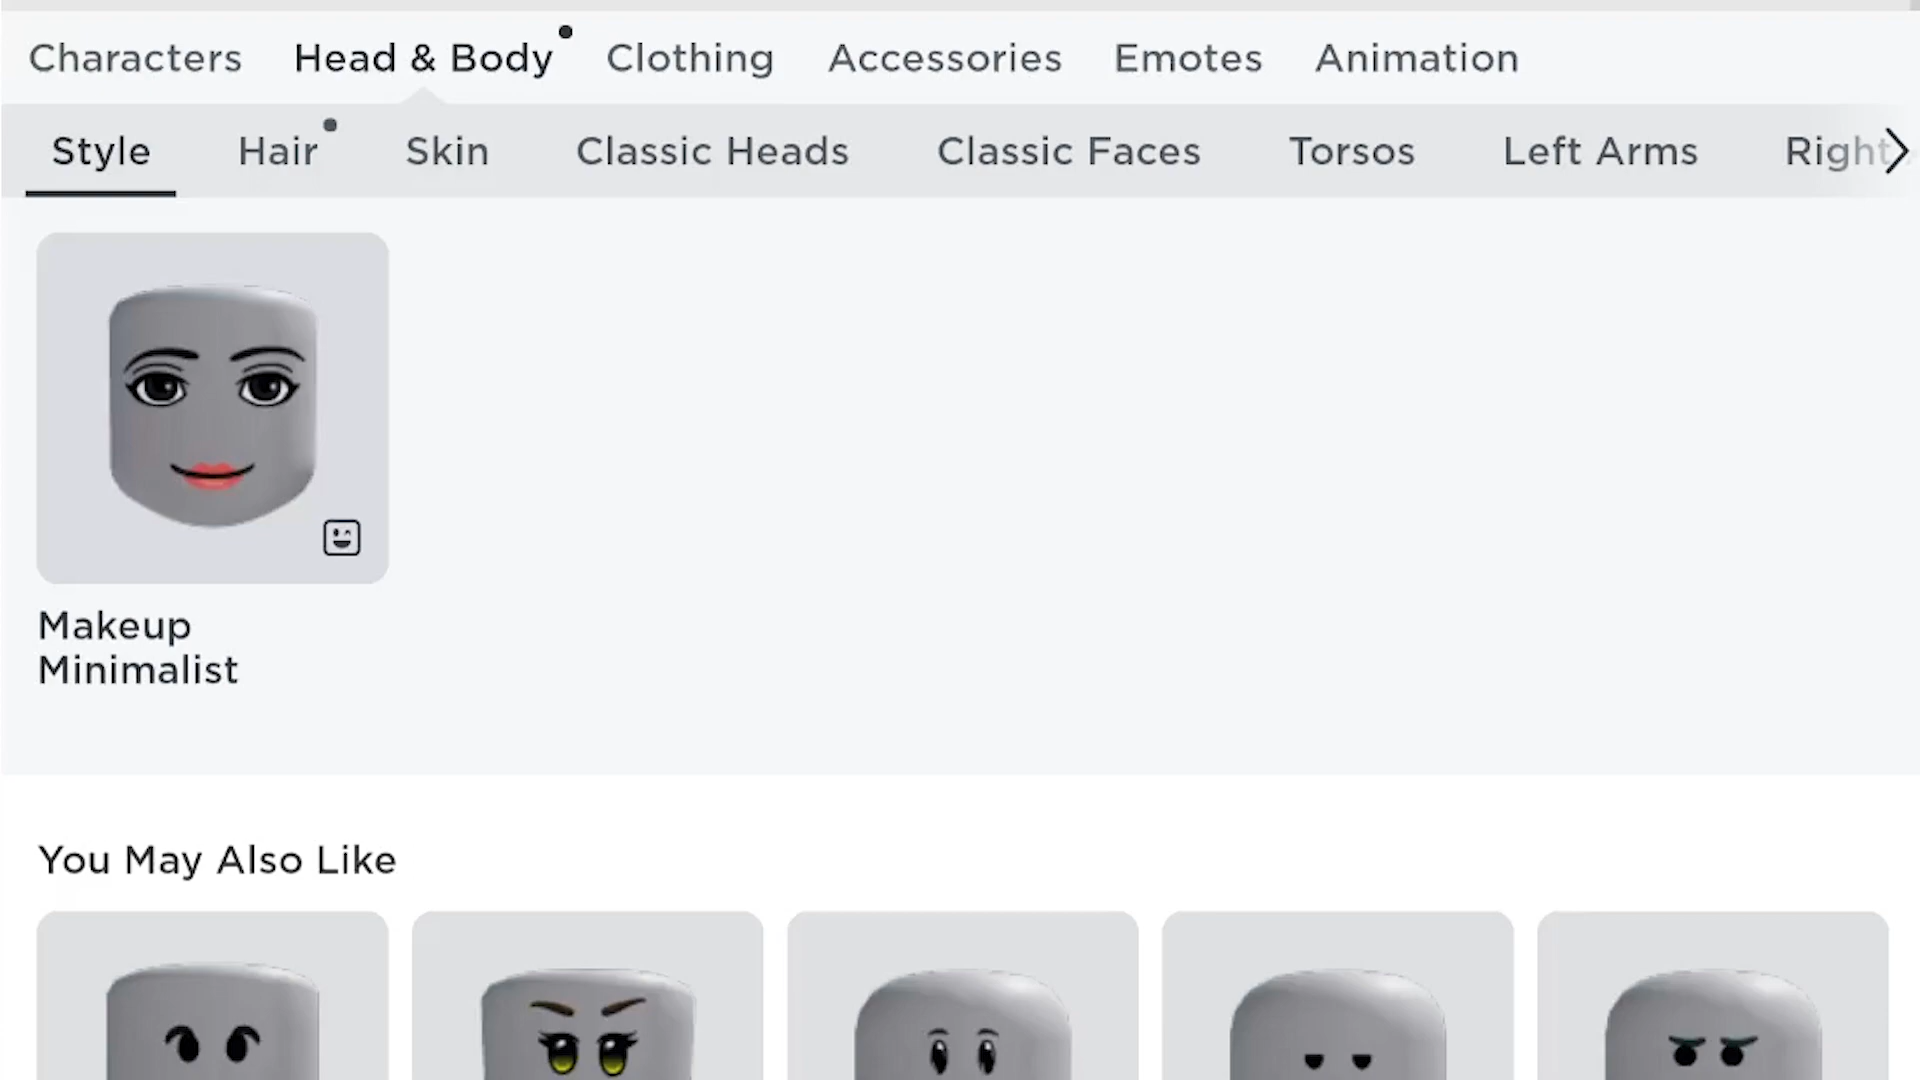 Characters Head & Body Clothing Accessories Emotes Animation
Style Hair Skin Classic Heads Classic Faces Torsos Left Arms Right
Makeup
Minimalist
You May Also Like